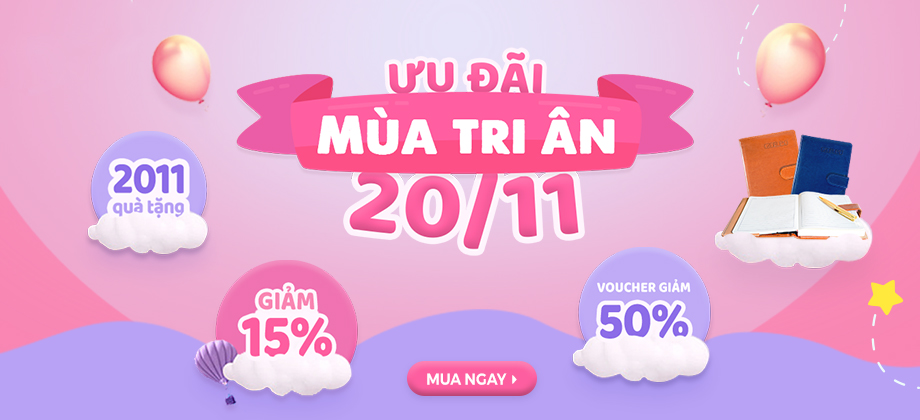 ƯU ĐÃI
MÙA TRI ÂN
20/11
2011
quà tặng
GIẢM
15%
VOUCHER GIẢM
50%
MUA NGAY